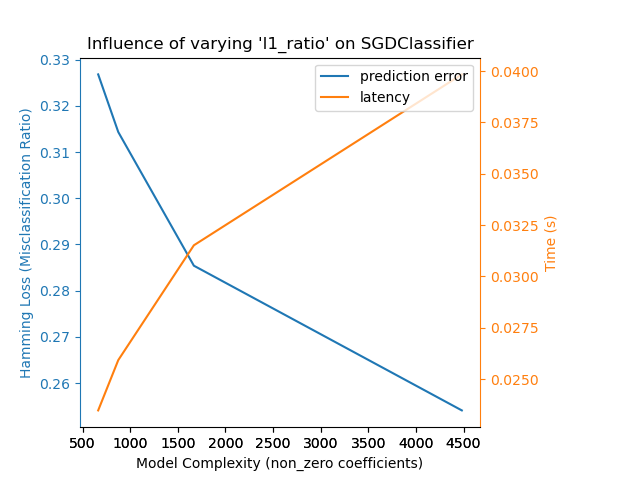 Influence of varying 'l1_ratio' on SGDClassifier
prediction error
latency
Hamming Loss (Misclassification Ratio)
0.33
0.32
0.31
0.30
0.29
0.28
0.27
0.26
0.0400
0.0375
0.0350
0.0325
0.0300
0.0275
0.0250
Time (s)
500 1000 1500 2000 2500 3000 3500 4000 4500
Model Complexity (non_zero coefficients)